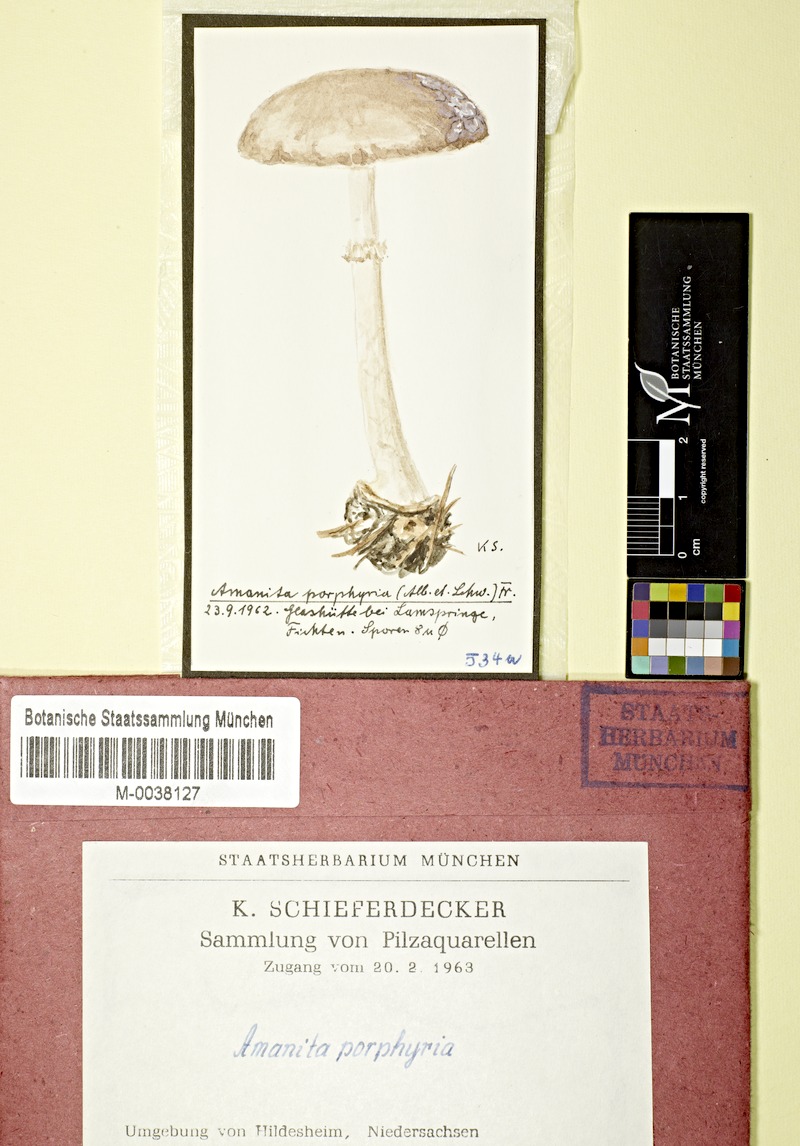 K S.
Amanita porphyria (Alb. et. Schw.) Fr.
23.9.1962. Glashütte bei Lamspringe,
Fichten. Sporen 8 u Ø
J34a
BOTANISCHE
STAATSSAMMLUNG
MÜNCHEN
M
copyright reserved
0 1 2
cm
Botanische Staatssammlung München
M-0038127
STAATS-
HERBARIUM
MÜNCHEN
STAATSHERBARIUM MÜNCHEN
K. SCHIEFERDECKER
Sammlung von Pilzaquarellen
Zugang vom 20. 2. 1963
Amanita porphyria
Umgebung von Hildesheim, Niedersachsen